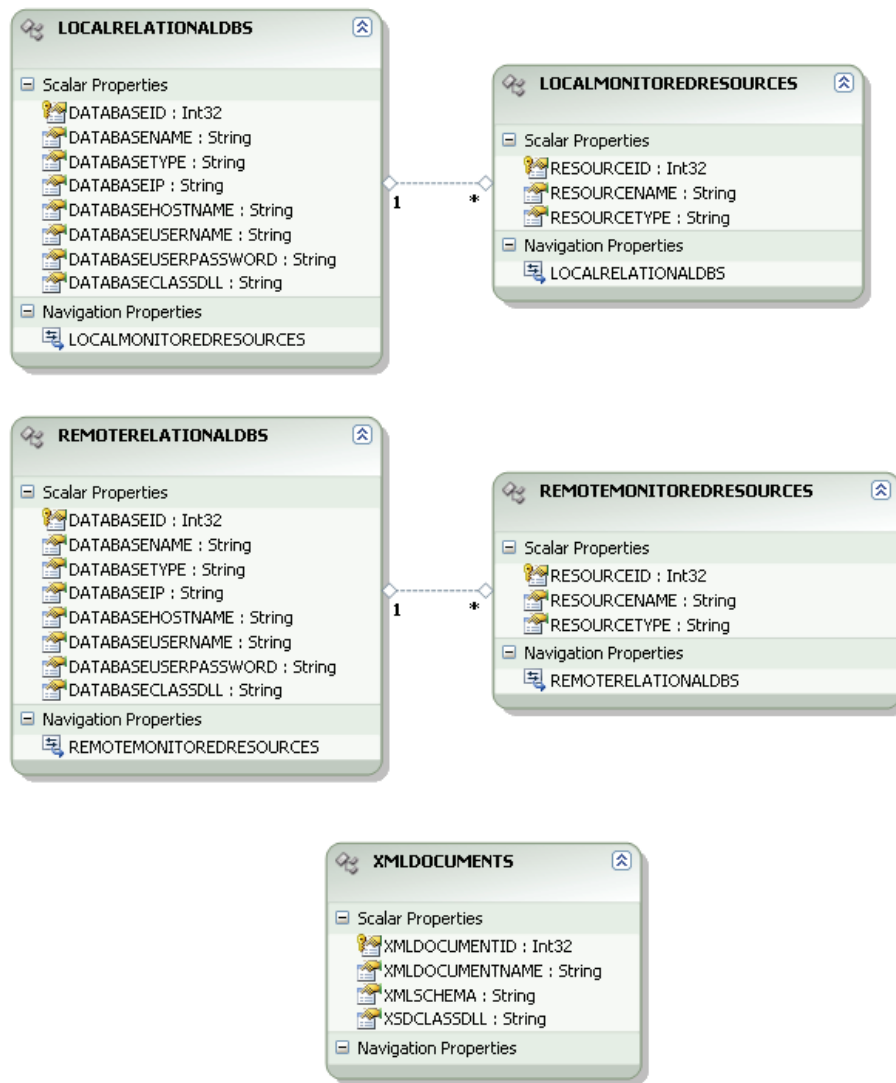 LOCALRELATIONALDBS
Scalar Properties
DATABASEID : Int32
DATABASENAME : String
DATABASETYPE : String
DATABASEIP : String
DATABASEHOSTNAME : String
DATABASEUSERNAME : String
DATABASEUSERPASSWORD : String
DATABASECLASSDLL : String
Navigation Properties
LOCALMONITOREDRESOURCES
1
*
LOCALMONITOREDRESOURCES
Scalar Properties
RESOURCEID : Int32
RESOURCENAME : String
RESOURCETYPE : String
Navigation Properties
LOCALRELATIONALDBS
REMOTERELATIONALDBS
Scalar Properties
DATABASEID : Int32
DATABASENAME : String
DATABASETYPE : String
DATABASEIP : String
DATABASEHOSTNAME : String
DATABASEUSERNAME : String
DATABASEUSERPASSWORD : String
DATABASECLASSDLL : String
Navigation Properties
REMOTEMONITOREDRESOURCES
1
*
REMOTEMONITOREDRESOURCES
Scalar Properties
RESOURCEID : Int32
RESOURCENAME : String
RESOURCETYPE : String
Navigation Properties
REMOTERELATIONALDBS
XMLDOCUMENTS
Scalar Properties
XMLDOCUMENTID : Int32
XMLDOCUMENTNAME : String
XMLSCHEMA : String
XSDCLASSDLL : String
Navigation Properties